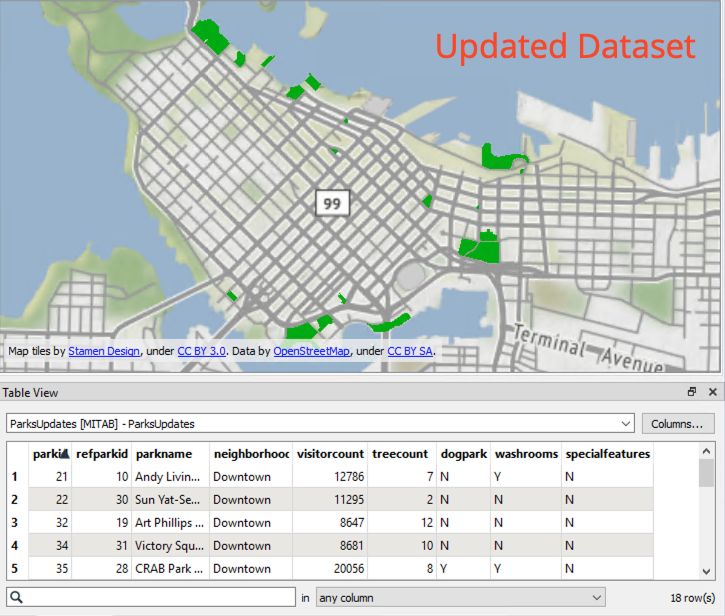 Updated Dataset
99
Terminal Avenue
Map tiles by Stamen Design, under CC BY 3.0. Data by OpenStreetMap, under CC BY SA.
Table View
ParksUpdates [MITAB] - ParksUpdates
Columns...
parki refparkid parkname neighborhooc visitorcount treecount dogpark washrooms specialfeatures
1 21 10 Andy Livin... Downtown 12786 7 N Y N
2 22 30 Sun Yat-Se... Downtown 11295 2 N N N
3 32 19 Art Phillips ... Downtown 8647 12 N N N
4 34 31 Victory Squ... Downtown 8681 10 N N N
5 35 28 CRAB Park ... Downtown 20056 8 Y Y N
in any column 18 row(s)